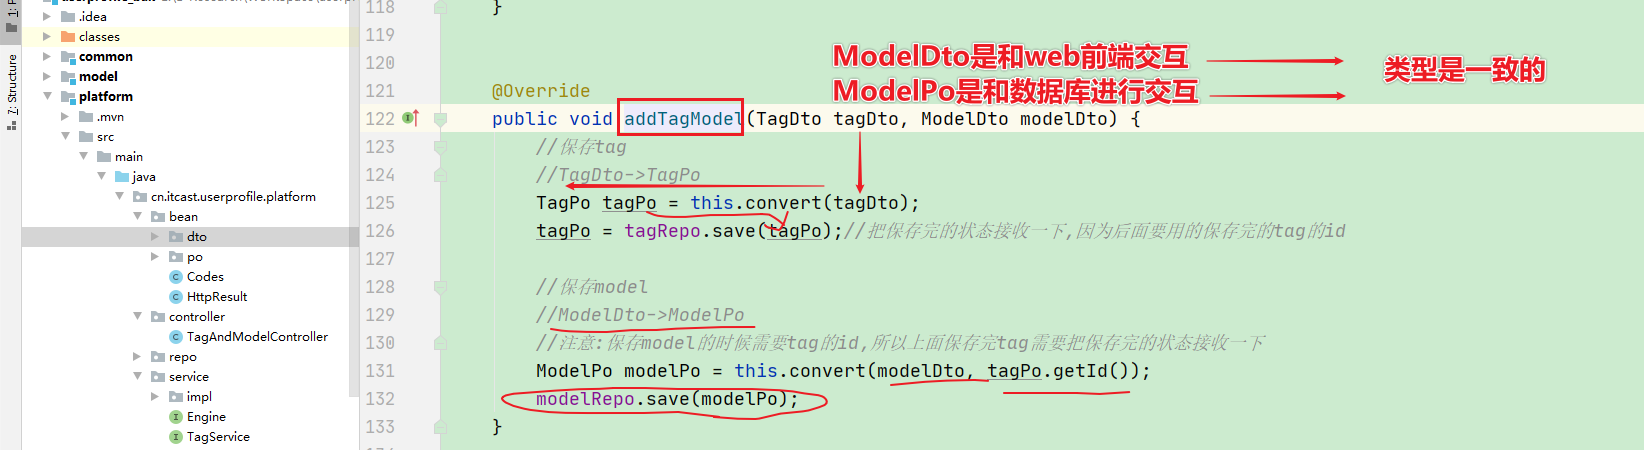 1: P
.idea
classes
common
model
platform
.mvn
src
main
java
cn.itcast.userprofile.platform
bean
dto
po
Codes
HttpResult
controller
TagAndModelController
repo
service
impl
Engine
TagService
7: Structure
118 }
119
120
121 @Override
122 public void addTagModel(TagDto tagDto, ModelDto modelDto) {
123 //保存tag
124 //TagDto->TagPo
125 TagPo tagPo = this.convert(tagDto);
126 tagPo = tagRepo.save(tagPo);//把保存完的状态接收一下,因为后面要用的保存完的tag的id
127
128 //保存model
129 //ModelDto->ModelPo
130 //注意:保存model的时候需要tag的id,所以上面保存完tag需要把保存完的状态接收一下
131 ModelPo modelPo = this.convert(modelDto, tagPo.getId());
132 modelRepo.save(modelPo);
133 }
ModelDto是和web前端交互
ModelPo是和数据库进行交互
类型是一致的